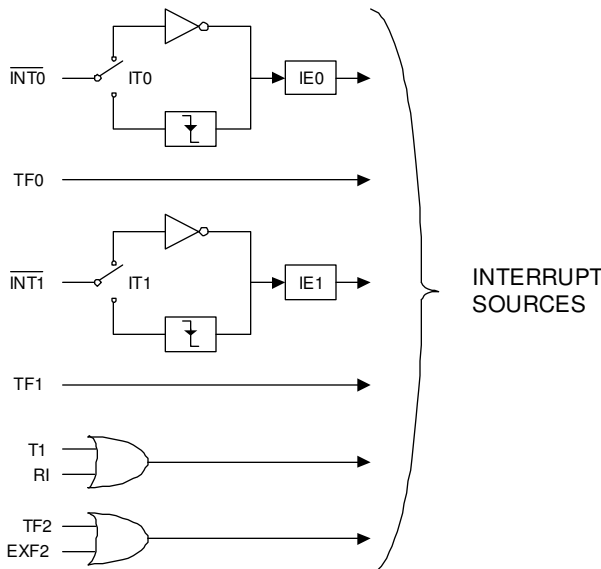 INT0
IT0
IE0
TF0
INT1
IT1
IE1
INTERRUPT
SOURCES
TF1
T1
RI
TF2
EXF2